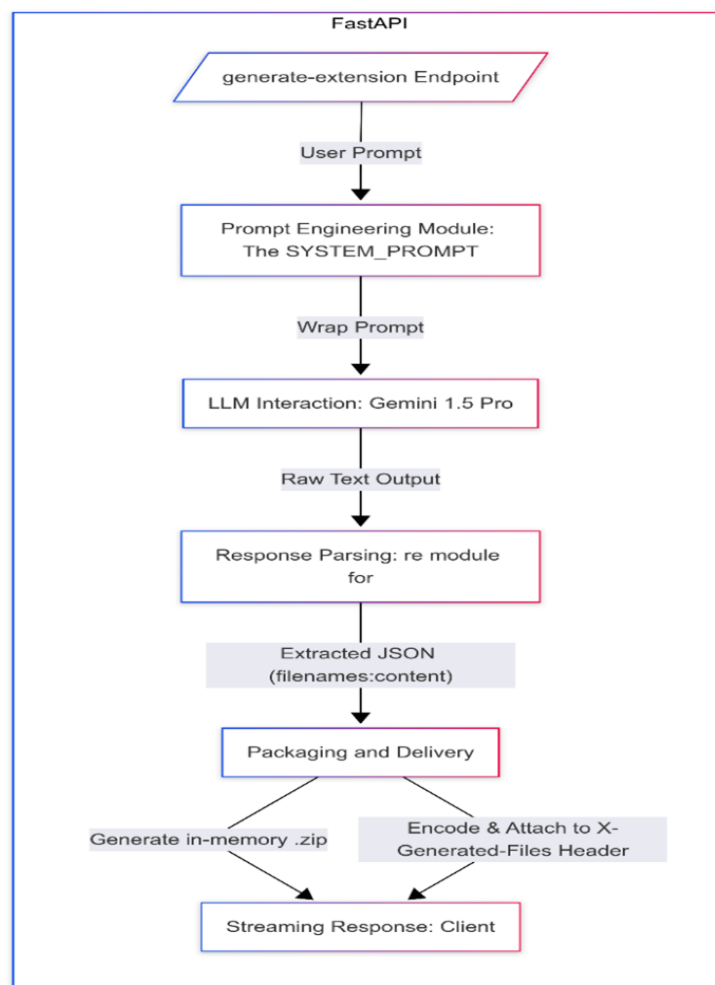 FastAPI
generate-extension Endpoint
User Prompt
Prompt Engineering Module:
The SYSTEM_PROMPT
Wrap Prompt
LLM Interaction: Gemini 1.5 Pro
Raw Text Output
Response Parsing: re module
for
Extracted JSON
(filenames:content)
Packaging and Delivery
Generate in-memory .zip
Encode & Attach to X-
Generated-Files Header
Streaming Response: Client